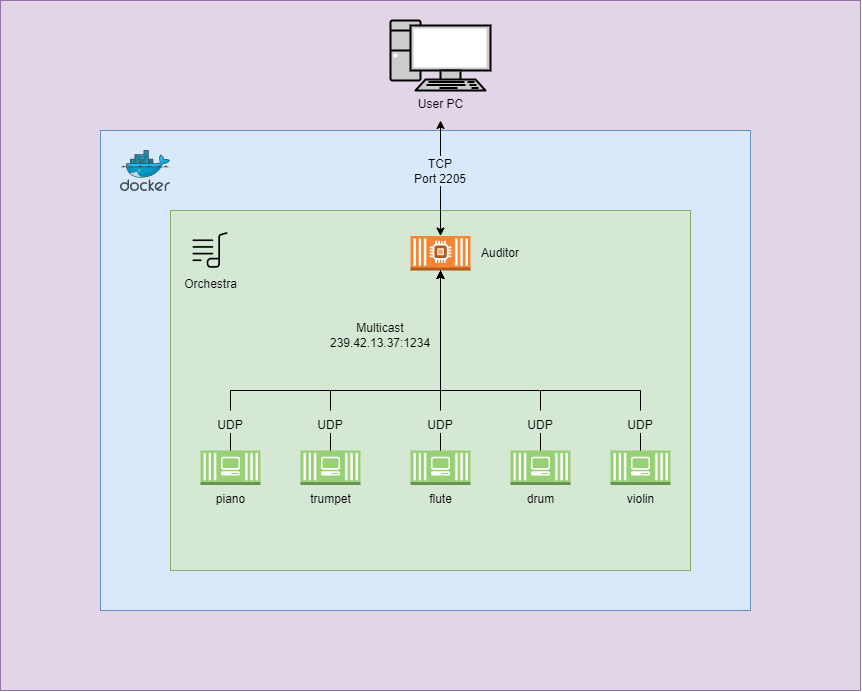 User PC
docker
TCP
Port 2205
Auditor
Orchestra
Multicast
239.42.13.37:1234
UDP
UDP
UDP
UDP
UDP
piano
trumpet
flute
drum
violin